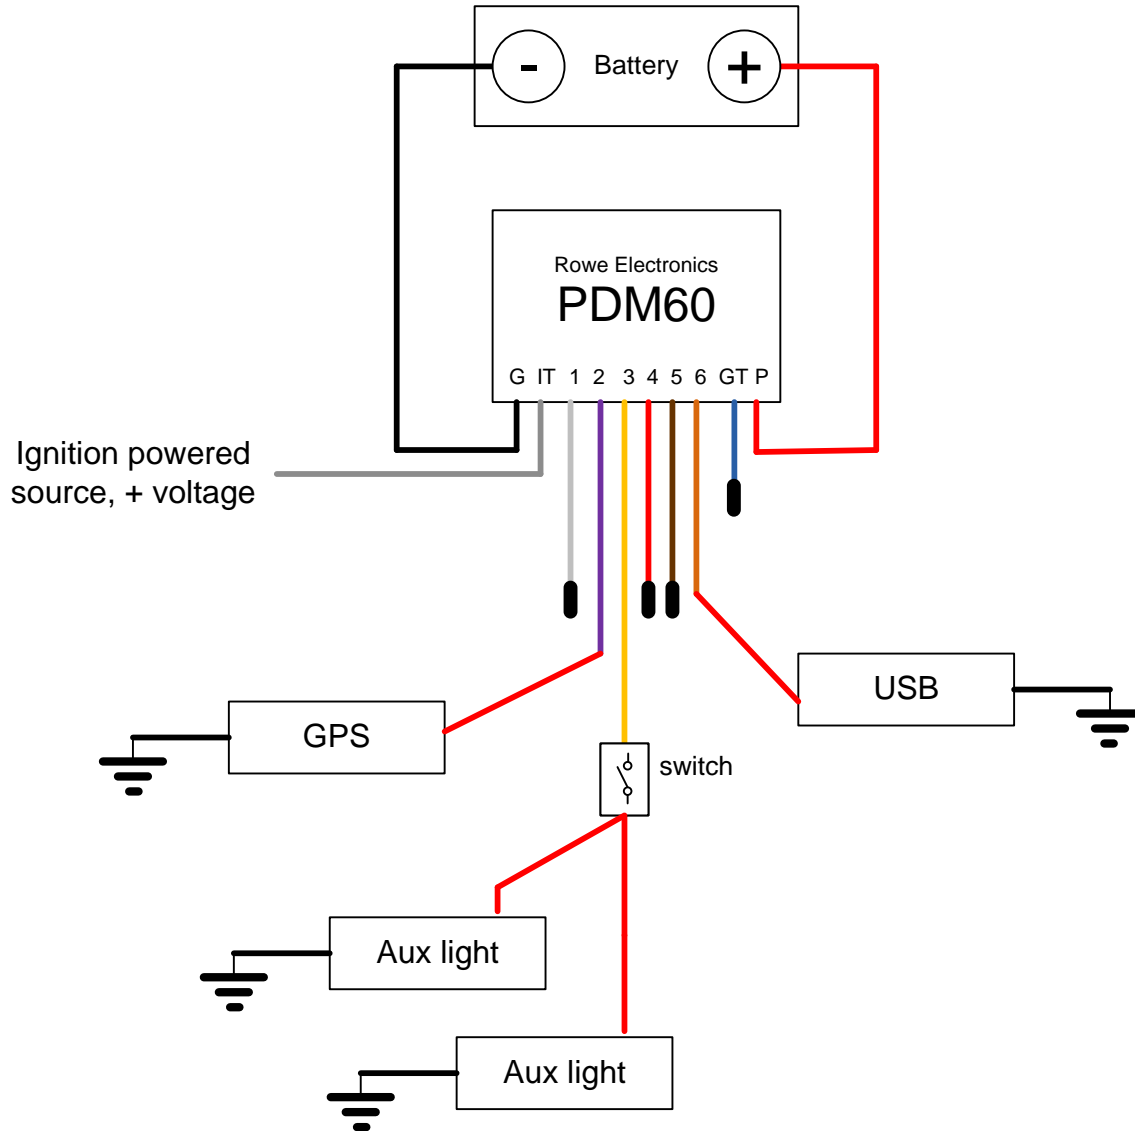 - Battery +
Rowe Electronics
PDM60
G IT 1 2 3 4 5 6 GT P
Ignition powered
source, + voltage
USB
GPS
switch
Aux light
Aux light